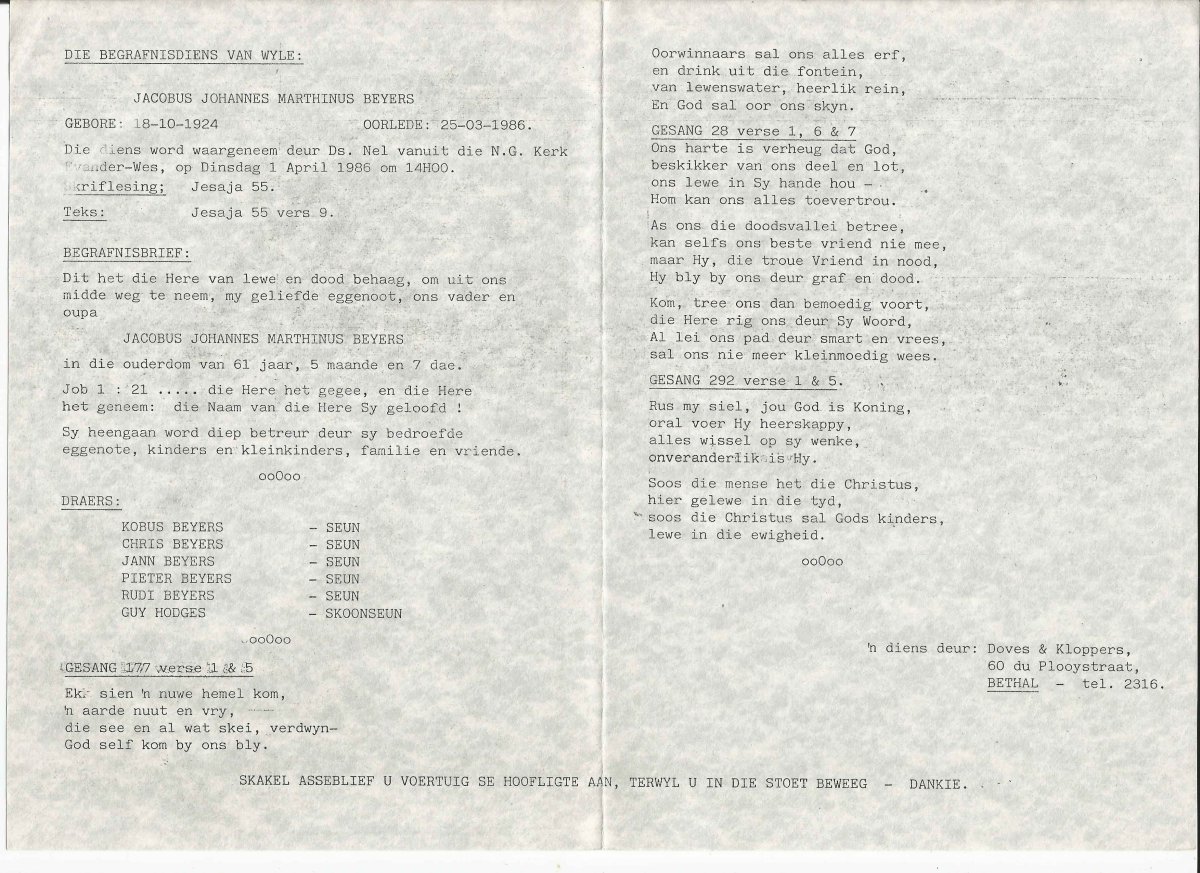 DIE BEGRAFNISDIENS VAN WYLE:
JACOBUS JOHANNES MARTHINUS BEYERS
GEBORE: 18-10-1924 OORLEDE: 25-03-1986.
Die diens word waargeneem deur Ds. Nel vanuit die N.G. Kerk
Evander-Wes, op Dinsdag 1 April 1986 om 14H00.
Skriflesing; Jesaja 55.
Teks: Jesaja 55 vers 9.
BEGRAFNISBRIEF:
Dit het die Here van lewe en dood behaag, om uit ons
midde weg te neem, my geliefde eggenoot, ons vader en
oupa
JACOBUS JOHANNES MARTHINUS BEYERS
in die ouderdom van 61 jaar, 5 maande en 7 dae.
Job 1 : 21 ..... die Here het gegee, en die Here
het geneem: die Naam van die Here Sy geloofd !
Sy heengaan word diep betreur deur sy bedroefde
eggenote, kinders en kleinkinders, familie en vriende.
ooOoo
DRAERS:
KOBUS BEYERS - SEUN
CHRIS BEYERS - SEUN
JANN BEYERS - SEUN
PIETER BEYERS - SEUN
RUDI BEYERS - SEUN
GUY HODGES - SKOONSEUN
ooOoo
GESANG 177 verse 1 & 5
Ek sien 'n nuwe hemel kom,
'n aarde nuut en vry,
die see en al wat skei, verdwyn-
God self kom by ons bly.
Oorwinnaars sal ons alles erf,
en drink uit die fontein,
van lewenswater, heerlik rein,
En God sal oor ons skyn.
GESANG 28 verse 1, 6 & 7
Ons harte is verheug dat God,
beskikker van ons deel en lot,
ons lewe in Sy hande hou -
Hom kan ons alles toevertrou.
As ons die doodsvallei betree,
kan selfs ons beste vriend nie mee,
maar Hy, die troue Vriend in nood,
Hy bly by ons deur graf en dood.
Kom, tree ons dan bemoedig voort,
die Here rig ons deur Sy Woord,
Al lei ons pad deur smart en vrees,
sal ons nie meer kleinmoedig wees.
GESANG 292 verse 1 & 5.
Rus my siel, jou God is Koning,
oral voer Hy heerskappy,
alles wissel op sy wenke,
onveranderlik is Hy.
Soos die mense het die Christus,
hier gelewe in die tyd,
soos die Christus sal Gods kinders,
lewe in die ewigheid.
ooOoo
'n diens deur: Doves & Kloppers,
60 du Plooystraat,
BETHAL - tel. 2316.
SKAKEL ASSEBLIEF U VOERTUIG SE HOOFLIGTE AAN, TERWYL U IN DIE STOET BEWEEG - DANKIE.